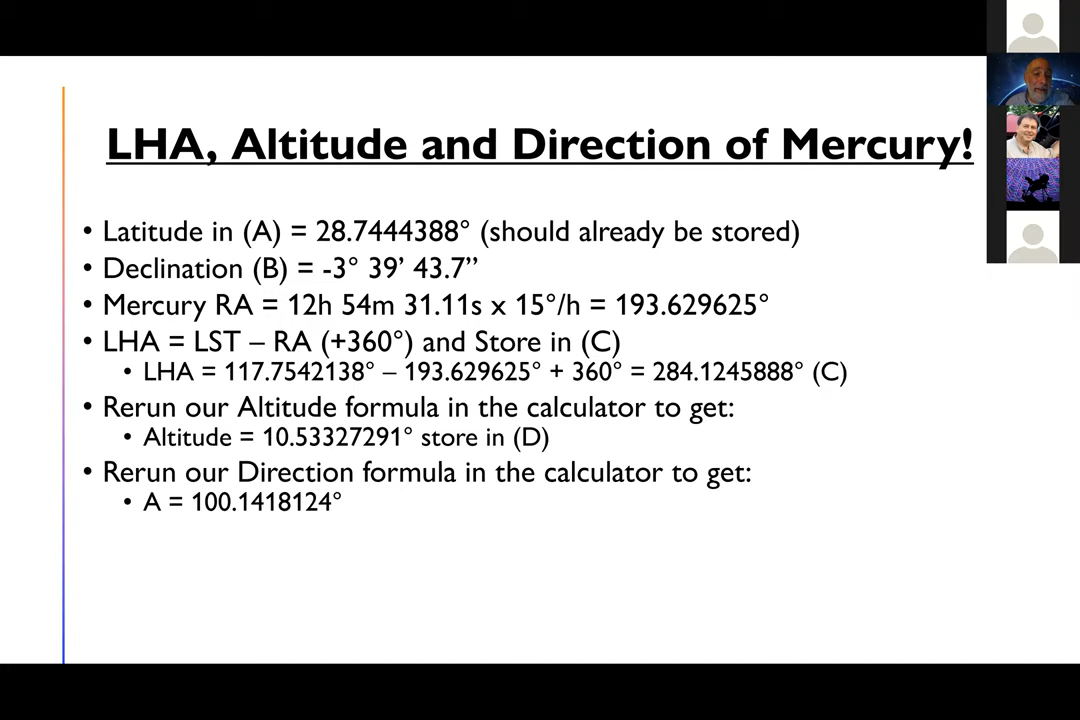 LHA, Altitude and Direction of Mercury!
• Latitude in (A) = 28.7444388° (should already be stored)
• Declination (B) = -3° 39’ 43.7”
• Mercury RA = 12h 54m 31.11s x 15°/h = 193.629625°
• LHA = LST – RA (+360°) and Store in (C)
• LHA = 117.7542138° – 193.629625° + 360° = 284.1245888° (C)
• Rerun our Altitude formula in the calculator to get:
• Altitude = 10.53327291° store in (D)
• Rerun our Direction formula in the calculator to get:
• A = 100.1418124°